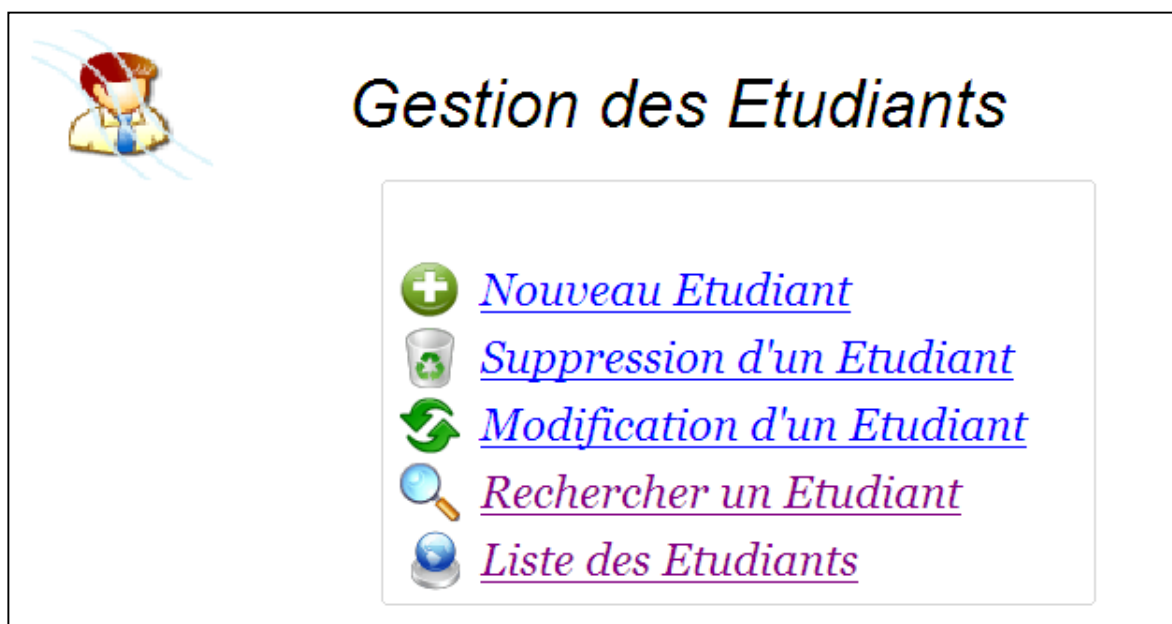 Gestion des Etudiants
Nouveau Etudiant
Suppression d'un Etudiant
Modification d'un Etudiant
Rechercher un Etudiant
Liste des Etudiants